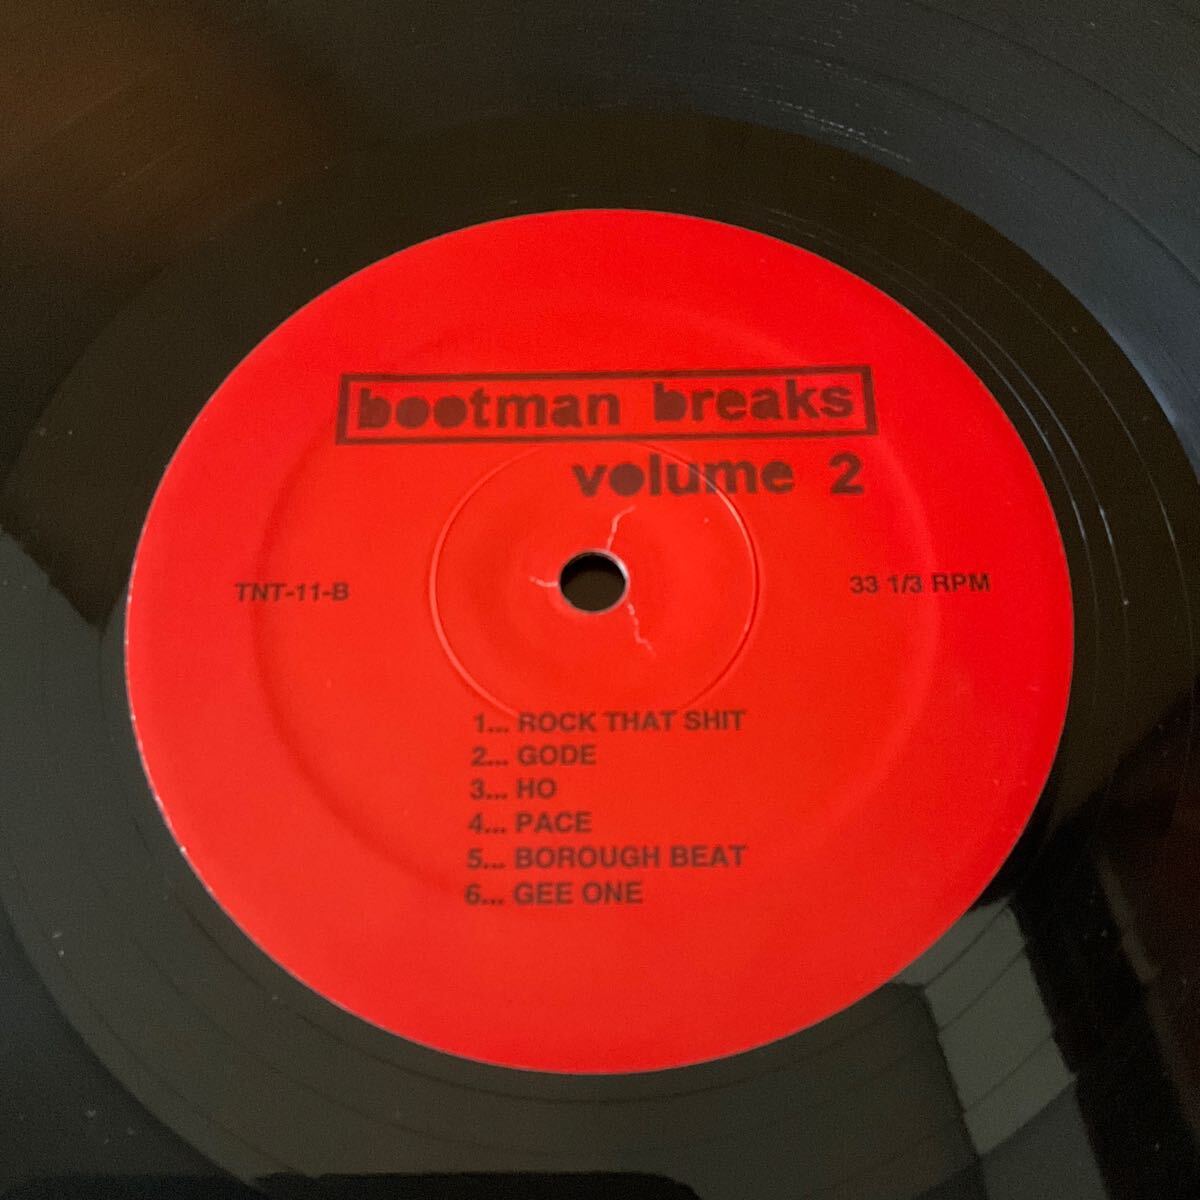 bootman breaks
volume 2
TNT-11-B
33 1/3 RPM
1... ROCK THAT SHIT
2... GODE
3... HO
4... PACE
5... BOROUGH BEAT
6... GEE ONE